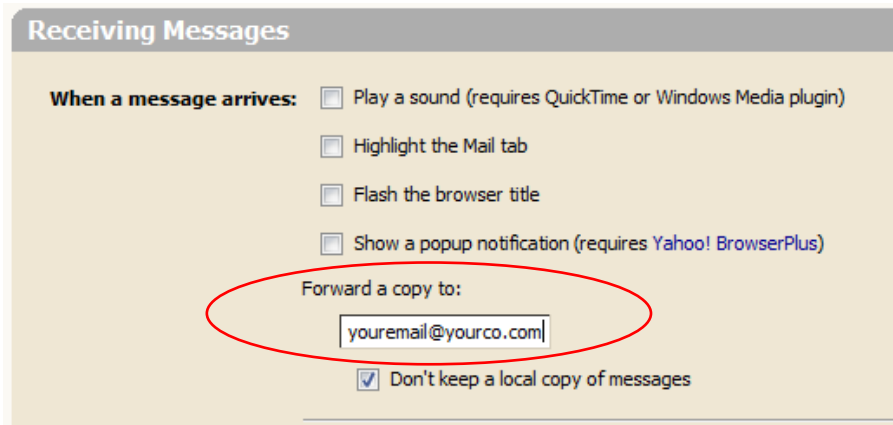 Receiving Messages
When a message arrives: Play a sound (requires QuickTime or Windows Media plugin)
Highlight the Mail tab
Flash the browser title
Show a popup notification (requires Yahoo! BrowserPlus)
Forward a copy to:
youremail@yourco.com
Don't keep a local copy of messages